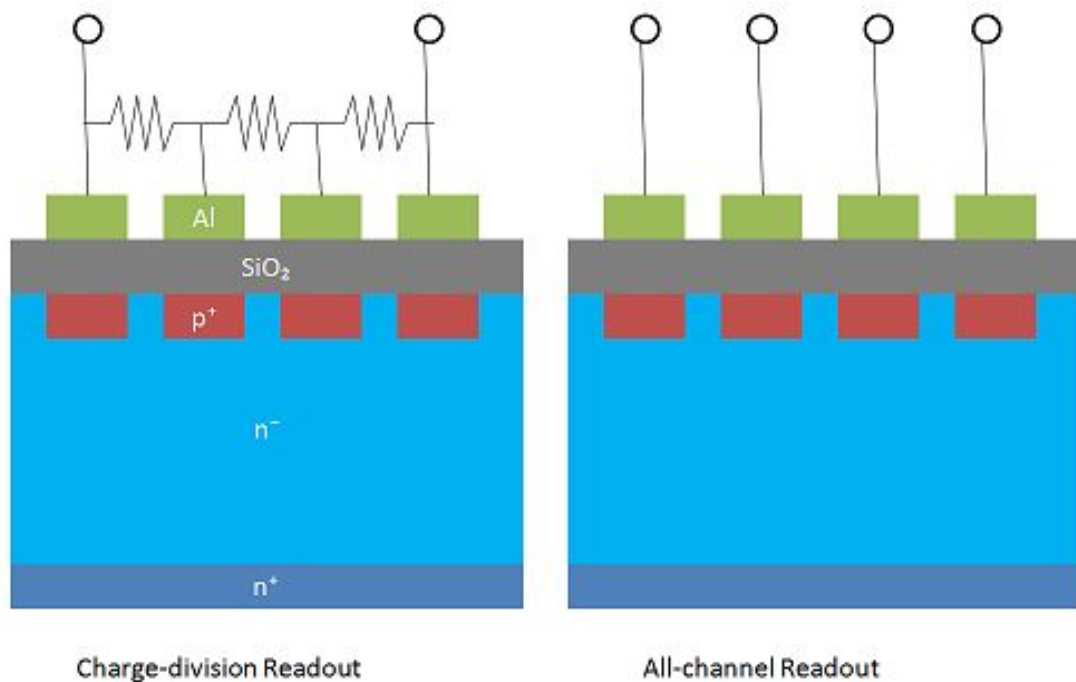 Al
SiO₂
p⁺
n⁻
n⁺
Charge-division Readout
All-channel Readout